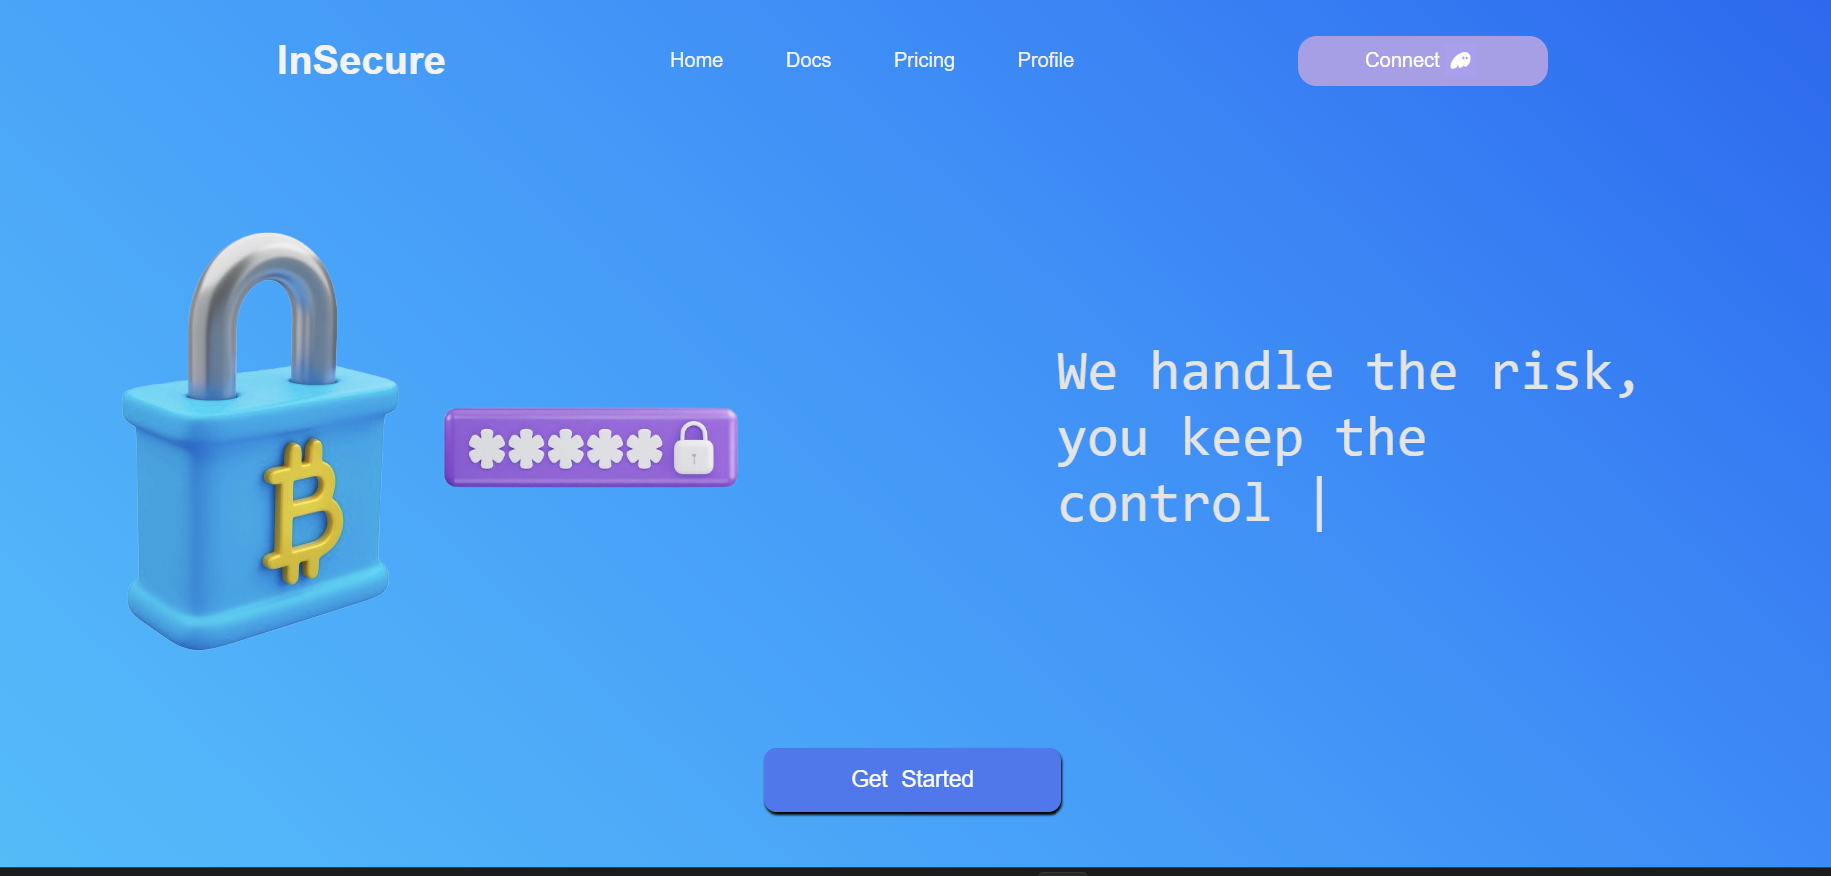 InSecure
Home
Docs
Pricing
Profile
Connect
We handle the risk,
you keep the
control |
Get Started